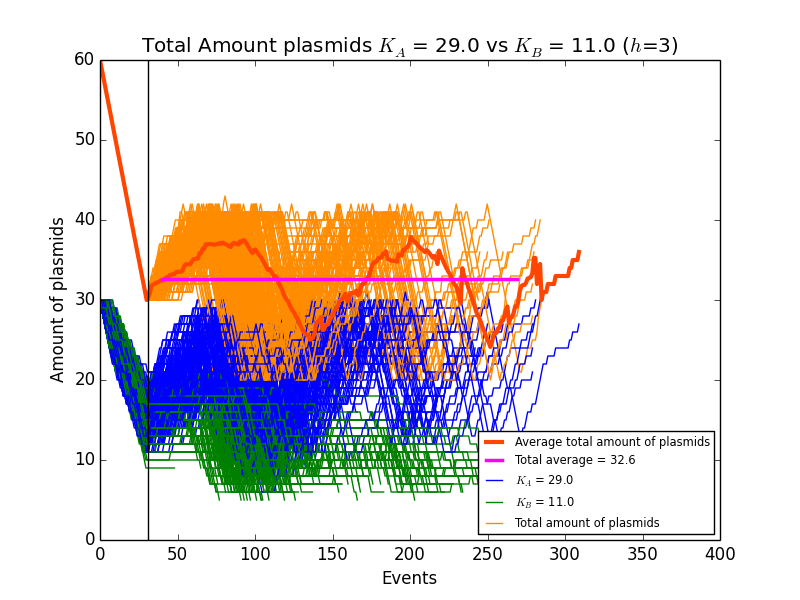 Total Amount plasmids K_A = 29.0 vs K_B = 11.0 (h=3)
60
50
40
30
20
10
0
Amount of plasmids
0 50 100 150 200 250 300 350 400
Events
Average total amount of plasmids
Total average = 32.6
K_A = 29.0
K_B = 11.0
Total amount of plasmids